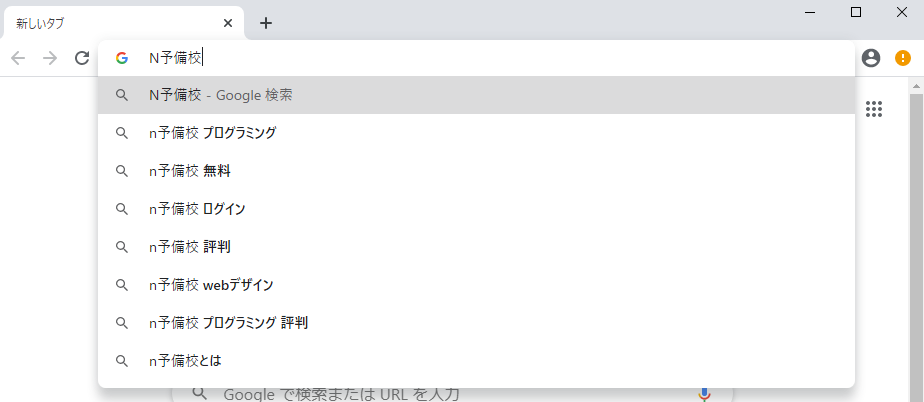 新しいタブ
N予備校
N予備校 - Google 検索
n予備校 プログラミング
n予備校 無料
n予備校 ログイン
n予備校 評判
n予備校 webデザイン
n予備校 プログラミング 評判
n予備校とは
Google で検索または URL を入力